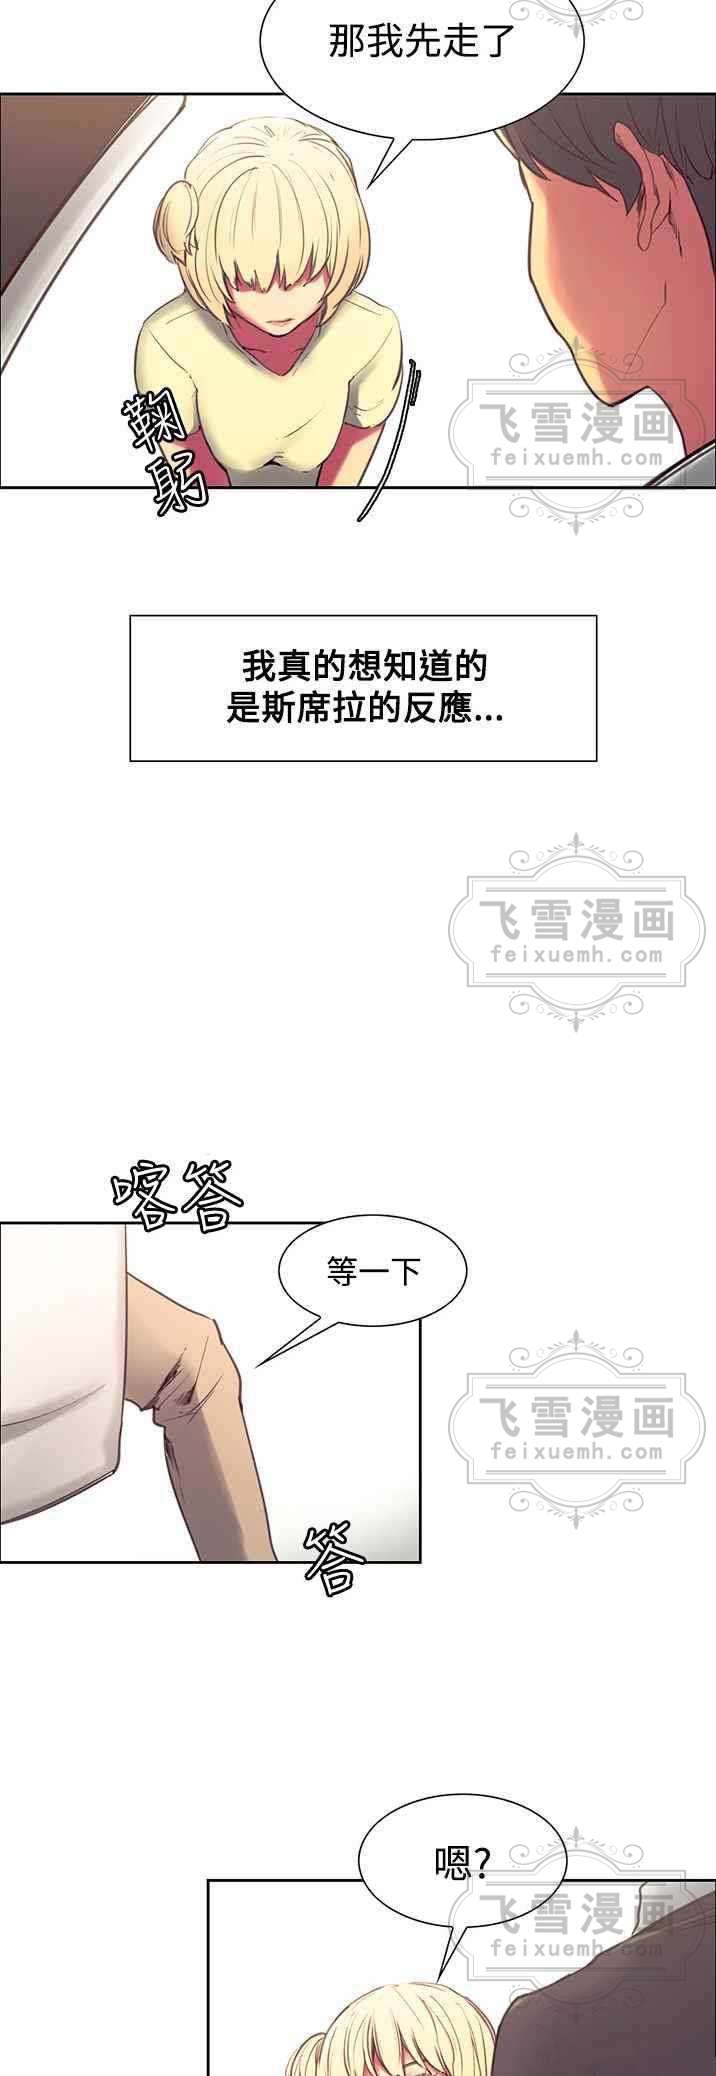 那我先走了
鞠躬
飞雪漫画
feixuemh.com
我真的想知道的
是斯席拉的反應...
飞雪漫画
feixuemh.com
喀答
等一下
飞雪漫画
feixuemh.com
答
嗯?
飞雪漫画
feixuemh.com